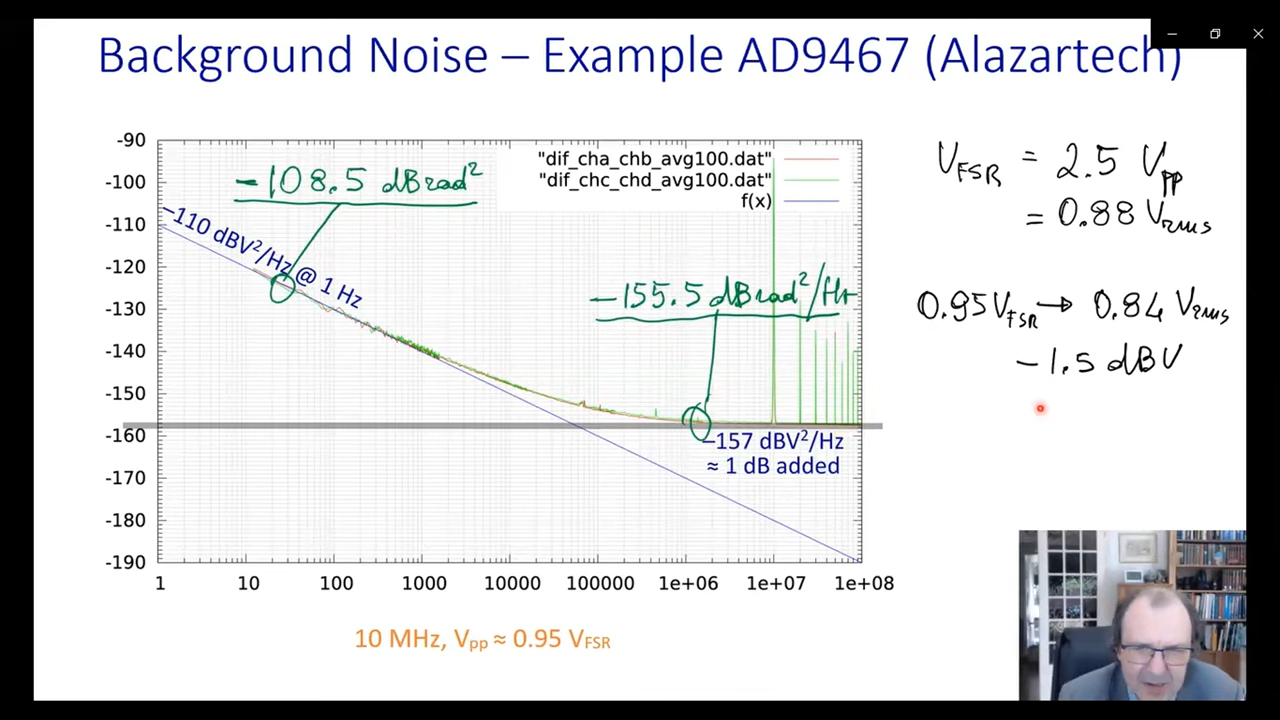 Background Noise – Example AD9467 (Alazartech)
-90
-100
-110
-120
-130
-140
-150
-160
-170
-180
-190
1
10
100
1000
10000
100000
1e+06
1e+07
1e+08
"dif_cha_chb_avg100.dat"
"dif_chc_chd_avg100.dat"
f(x)
-108.5 dBrad²
–110 dBV²/Hz @ 1 Hz
-155.5 dBrad²/Hz
–157 dBV²/Hz
≈ 1 dB added
10 MHz, Vpp ≈ 0.95 VFSR
VFSR = 2.5 Vpp
= 0.88 Vrms
0.95 VFSR → 0.84 Vrms
-1.5 dBV